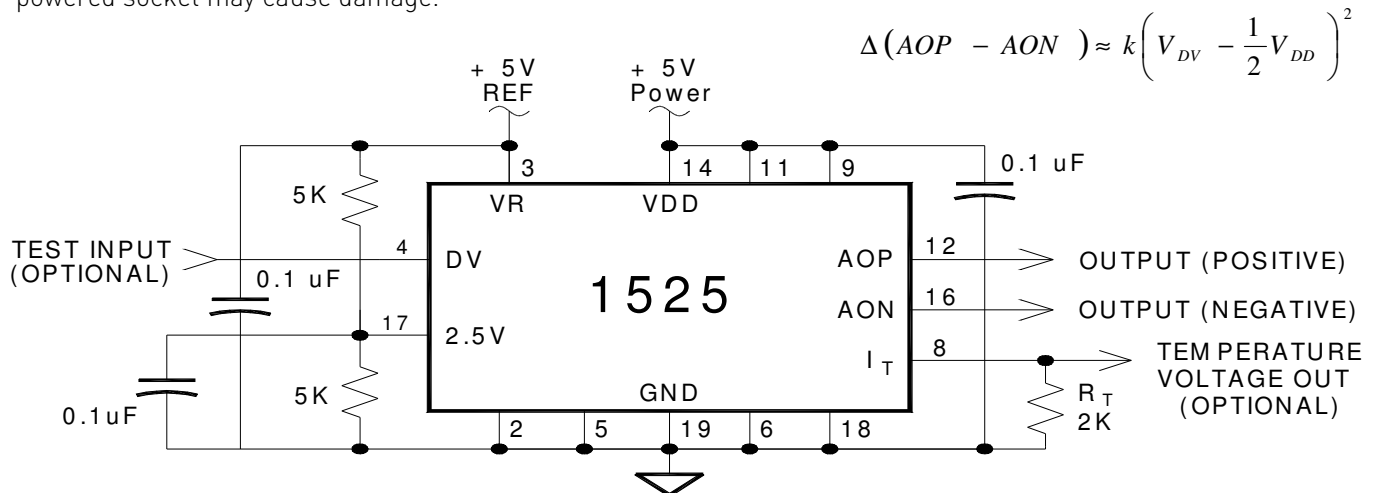 powered socket may cause damage.
Δ(AOP − AON) ≈ k(V_DV − 1/2 V_DD)^2
+ 5V
REF
+ 5V
Power
3
14
11
9
0.1 uF
5K
VR
VDD
TEST INPUT
(OPTIONAL)
4
DV
AOP
12
OUTPUT (POSITIVE)
0.1 uF
1525
AON
16
OUTPUT (NEGATIVE)
17
2.5V
I_T
8
TEMPERATURE
VOLTAGE OUT
(OPTIONAL)
0.1uF
5K
GND
R_T
2K
2
5
19
6
18